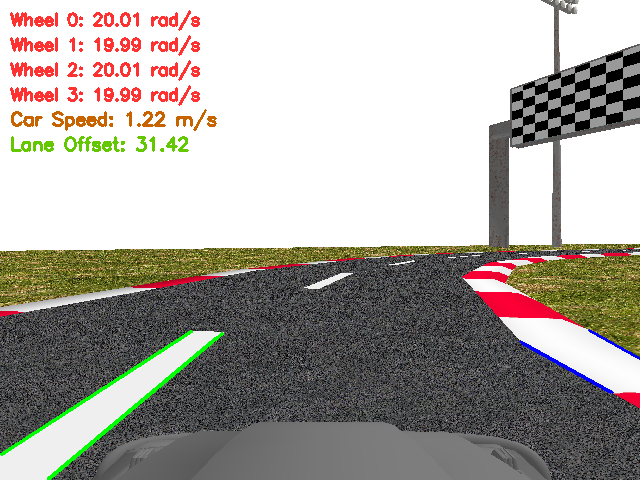 Wheel 0: 20.01 rad/s
Wheel 1: 19.99 rad/s
Wheel 2: 20.01 rad/s
Wheel 3: 19.99 rad/s
Car Speed: 1.22 m/s
Lane Offset: 31.42